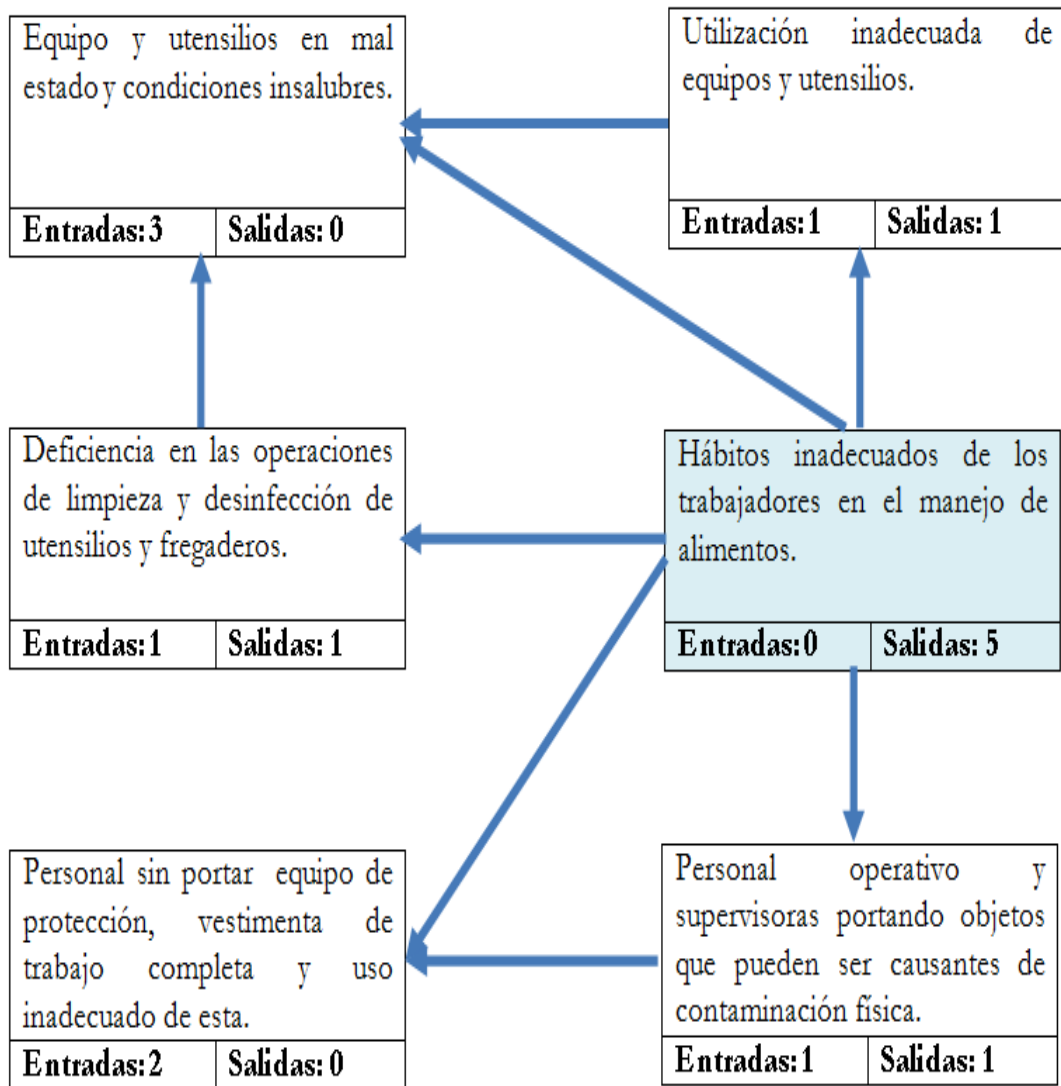 Equipo y utensilios en mal
estado y condiciones insalubres.
Entradas:3 Salidas: 0
Utilización inadecuada de
equipos y utensilios.
Entradas:1 Salidas: 1
Deficiencia en las operaciones
de limpieza y desinfección de
utensilios y fregaderos.
Entradas:1 Salidas: 1
Hábitos inadecuados de los
trabajadores en el manejo de
alimentos.
Entradas:0 Salidas: 5
Personal sin portar equipo de
protección, vestimenta de
trabajo completa y uso
inadecuado de esta.
Entradas:2 Salidas: 0
Personal operativo y
supervisoras portando objetos
que pueden ser causantes de
contaminación física.
Entradas:1 Salidas: 1